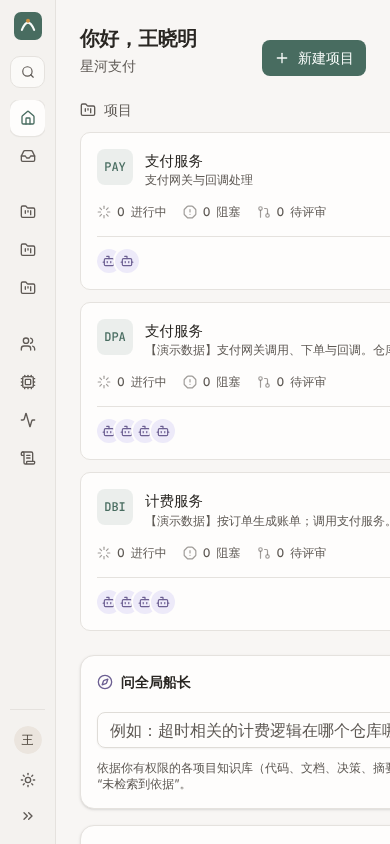 你好，王晓明
星河支付
新建项目
项目
PAY
支付服务
支付网关与回调处理
0 进行中 0 阻塞 0 待评审
DPA
支付服务
【演示数据】支付网关调用、下单与回调。仓
0 进行中 0 阻塞 0 待评审
DBI
计费服务
【演示数据】按订单生成账单；调用支付服务。
0 进行中 0 阻塞 0 待评审
问全局船长
例如：超时相关的计费逻辑在哪个仓库
依据你有权限的各项目知识库（代码、文档、决策、摘
“未检索到依据”。
王